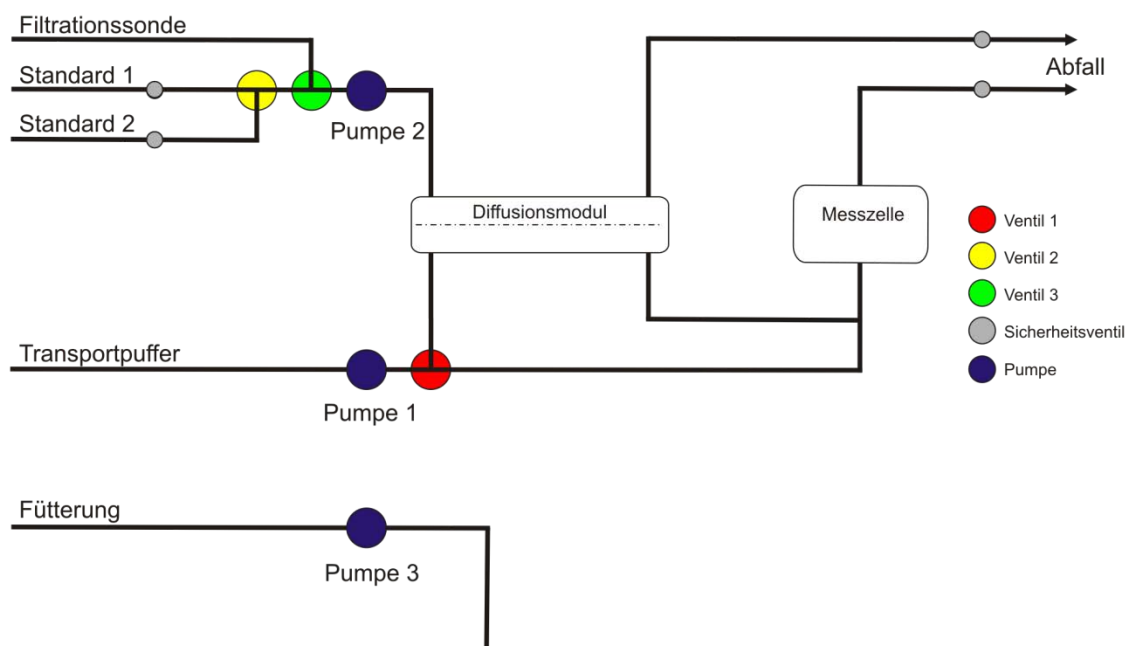 Filtrationssonde
Standard 1
Standard 2
Pumpe 2
Abfall
Diffusionsmodul
Messzelle
Ventil 1
Ventil 2
Ventil 3
Sicherheitsventil
Pumpe
Transportpuffer
Pumpe 1
Fütterung
Pumpe 3